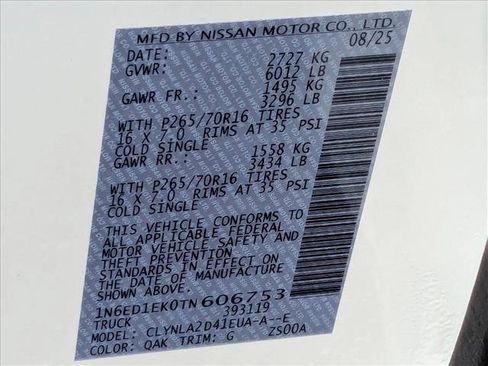 MFD BY NISSAN MOTOR CO., LTD.
DATE: 08/25
GVWR: 2727 KG
6012 LB
GAWR FR.: 1495 KG
3296 LB
WITH P265/70R16 TIRES
16 X 7.0 RIMS AT 35 PSI
COLD SINGLE
GAWR RR.: 1558 KG
3434 LB
WITH P265/70R16 TIRES
16 X 7.0 RIMS AT 35 PSI
COLD SINGLE
THIS VEHICLE CONFORMS TO
ALL APPLICABLE FEDERAL
MOTOR VEHICLE SAFETY AND
THEFT PREVENTION
STANDARDS IN EFFECT ON
THE DATE OF MANUFACTURE
SHOWN ABOVE.
1N6ED1EK0TN606753
TRUCK 393119
MODEL: CLYNLA2D41EUA-A--E
COLOR: QAK TRIM: G ZS00A